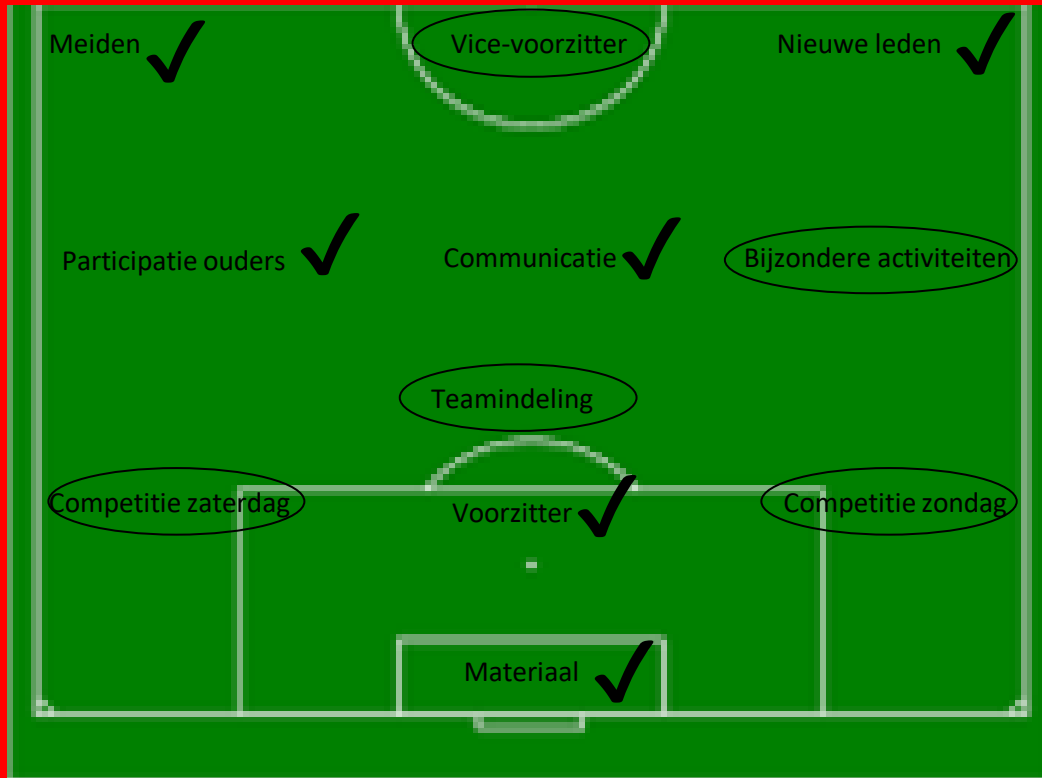 Meiden
Vice-voorzitter
Nieuwe leden
Participatie ouders
Communicatie
Bijzondere activiteiten
Teamindeling
Competitie zaterdag
Voorzitter
Competitie zondag
Materiaal